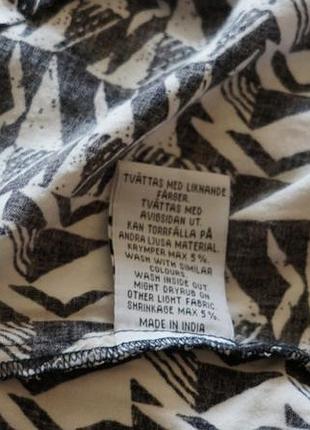 TVÄTTAS MED LIKNANDE
FÄRGER.
TVÄTTAS MED
AVIGSIDAN UT.
KAN TORRFÄLLA PÅ
ANDRA LJUSA MATERIAL.
KRYMPER MAX 5%.
WASH WITH SIMILAR
COLOURS.
WASH INSIDE OUT.
MIGHT DRYRUB ON
OTHER LIGHT FABRIC
SHRINKAGE MAX 5%.
MADE IN INDIA